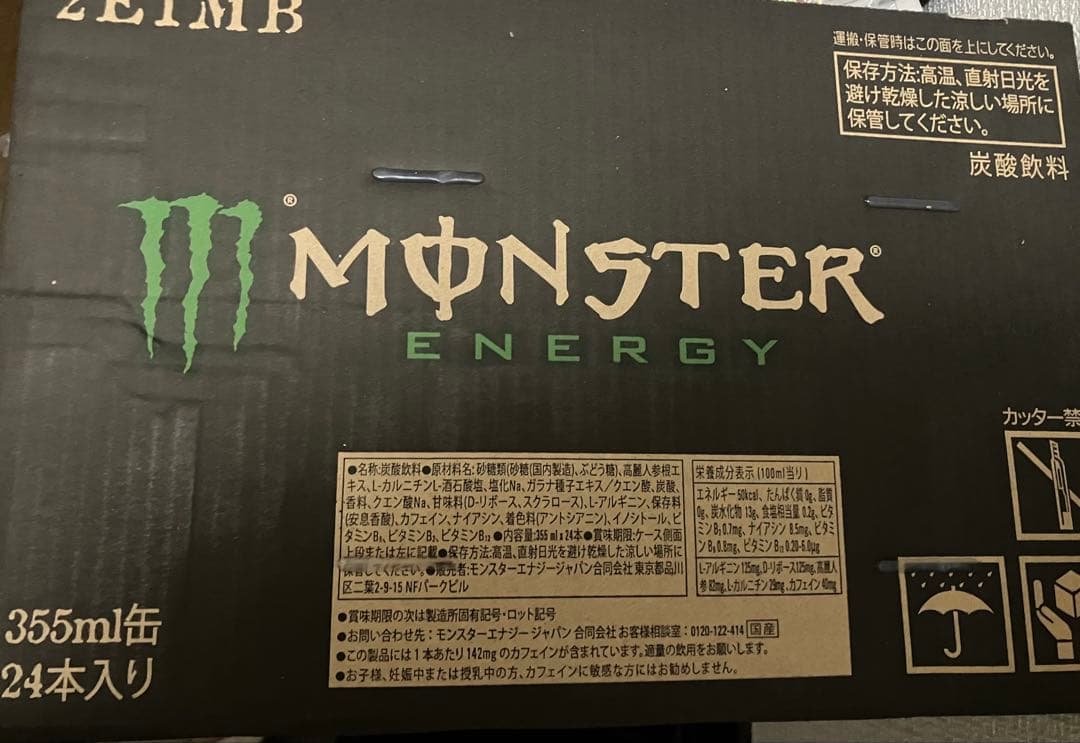 2E1MB
運搬・保管時はこの面を上にしてください。
保存方法:高温、直射日光を
避け乾燥した涼しい場所に
保管してください。
炭酸飲料
MONSTER
ENERGY
カッター禁
●名称:炭酸飲料●原材料名:砂糖類(砂糖(国内製造)、ぶどう糖)、高麗人参根エ
キス、L-カルニチンL-酒石酸塩、塩化Na、ガラナ種子エキス/クエン酸、炭酸、
香料、クエン酸Na、甘味料(D-リボース、スクラロース)、L-アルギニン、保存料
(安息香酸)、カフェイン、ナイアシン、着色料(アントシアニン)、イノシトール、ビ
タミンB₆、ビタミンB₂、ビタミンB₁₂●内容量:355ml×24本●賞味期限:ケース側面
上段または左に記載●保存方法:高温、直射日光を避け乾燥した涼しい場所に
保管してください。●販売者:モンスターエナジージャパン合同会社 東京都品川
区二葉2-9-15 NFパークビル
栄養成分表示(100ml当り)
エネルギー50kcal、たんぱく質0g、脂質
0g、炭水化物13g、食塩相当量0.2g、ビタ
ミンB₂0.7mg、ナイアシン8.5mg、ビタミ
ンB₆0.8mg、ビタミンB₁₂0.20-6.0μg
L-アルギニン125mg、D-リボース125mg、高麗人
参82mg、L-カルニチン29mg、カフェイン40mg
●賞味期限の次は製造所固有記号・ロット記号
●お問い合わせ先:モンスターエナジージャパン合同会社 お客様相談室:0120-122-414 国産
●この製品には1本あたり142mgのカフェインが含まれています。適量の飲用をお願いします。
●お子様、妊娠中または授乳中の方、カフェインに敏感な方にはお勧めしません。
355ml缶
24本入り